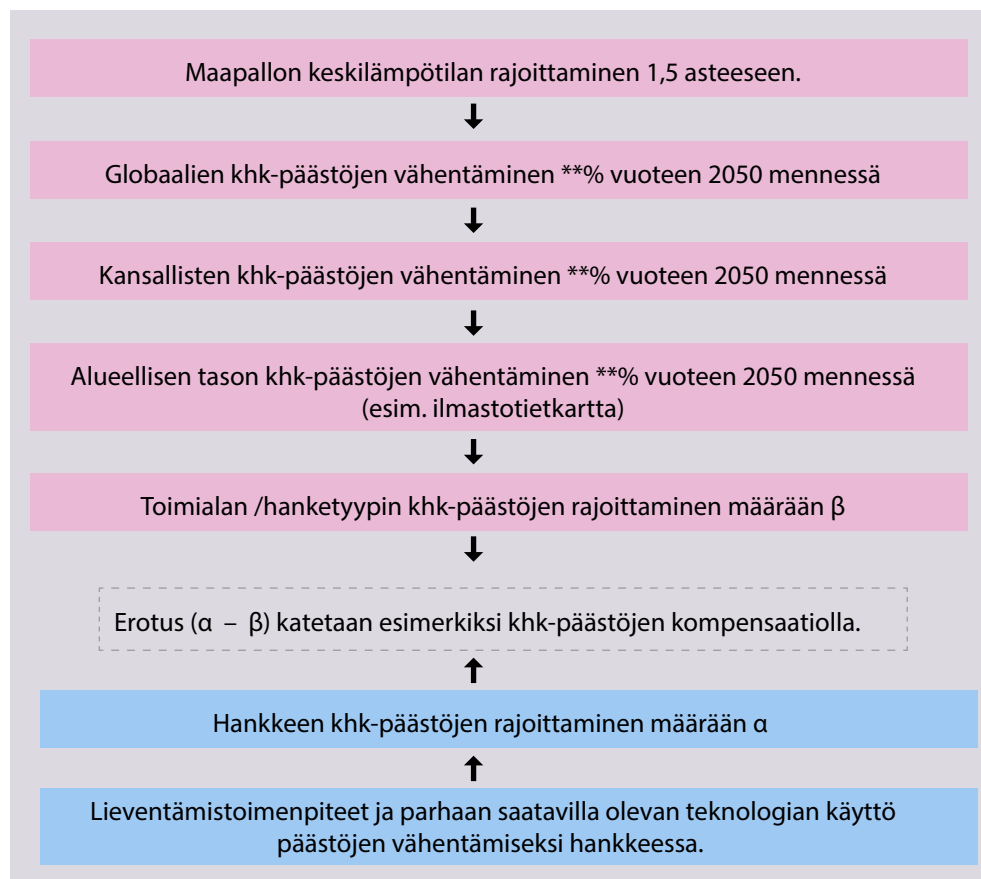 Maapallon keskilämpötilan rajoittaminen 1,5 asteeseen.
Globaalien khk-päästöjen vähentäminen **% vuoteen 2050 mennessä
Kansallisten khk-päästöjen vähentäminen **% vuoteen 2050 mennessä
Alueellisen tason khk-päästöjen vähentäminen **% vuoteen 2050 mennessä
(esim. ilmastotietkartta)
Toimialan /hanketyypin khk-päästöjen rajoittaminen määrään β
Erotus (α – β) katetaan esimerkiksi khk-päästöjen kompensaatiolla.
Hankkeen khk-päästöjen rajoittaminen määrään α
Lieventämistoimenpiteet ja parhaan saatavilla olevan teknologian käyttö
päästöjen vähentämiseksi hankkeessa.